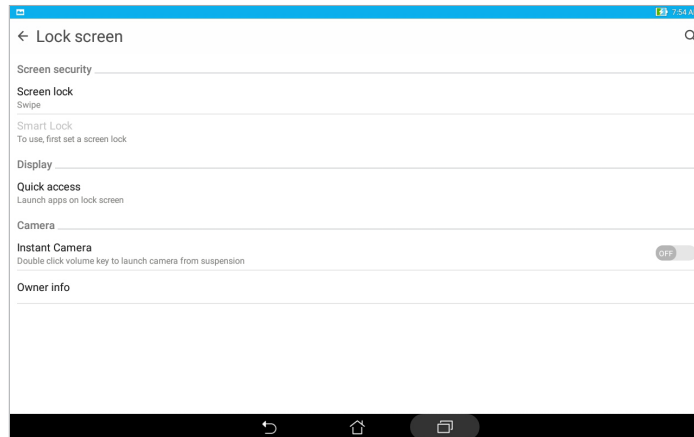 7:54 A
Lock screen
Screen security
Screen lock
Swipe
Smart Lock
To use, first set a screen lock
Display
Quick access
Launch apps on lock screen
Camera
Instant Camera
Double click volume key to launch camera from suspension
OFF
Owner info